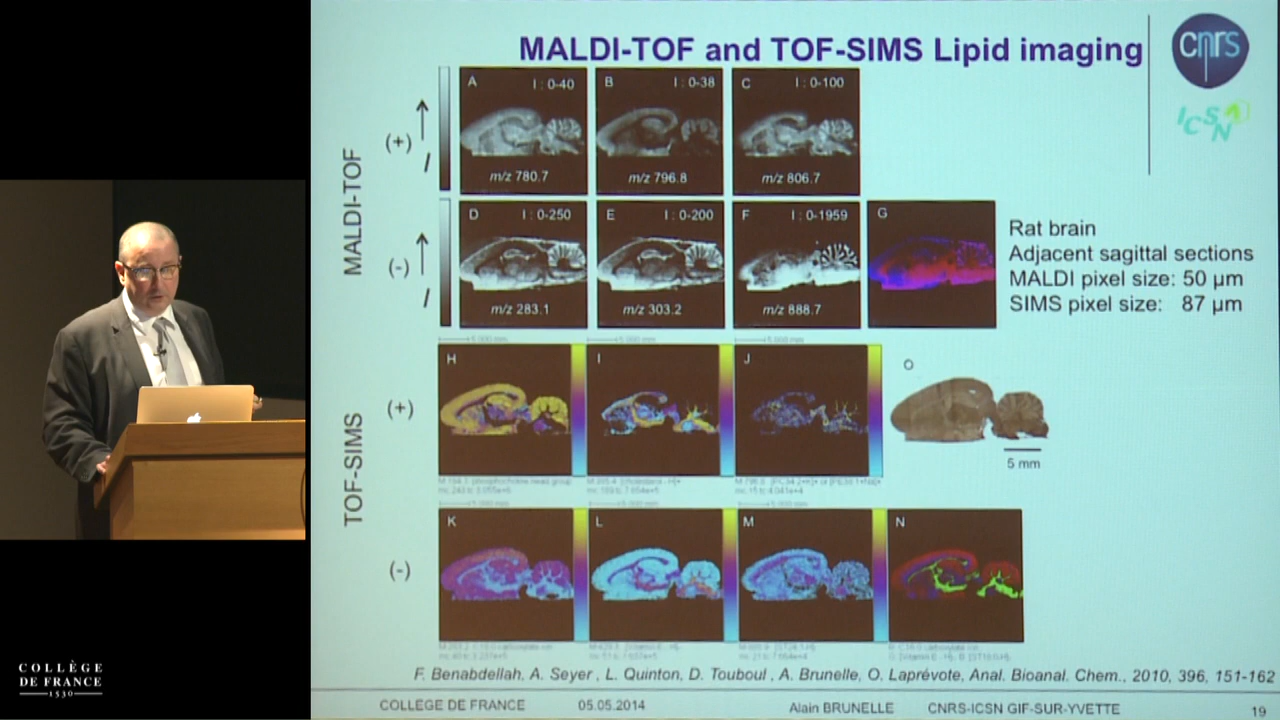 MALDI-TOF and TOF-SIMS Lipid imaging
cnrs
ICSN
MALDI-TOF
(+)
I
A I : 0-40
m/z 780.7
B I : 0-38
m/z 796.8
C I : 0-100
m/z 806.7
(-)
I
D I : 0-250
m/z 283.1
E I : 0-200
m/z 303.2
F I : 0-1959
m/z 888.7
G
Rat brain
Adjacent sagittal sections
MALDI pixel size: 50 µm
SIMS pixel size: 87 µm
TOF-SIMS
(+)
H
I
J
O
5 mm
(-)
K
L
M
N
F. Benabdellah, A. Seyer , L. Quinton, D. Touboul , A. Brunelle, O. Laprévote, Anal. Bioanal. Chem., 2010, 396, 151-162
COLLÈGE DE FRANCE 05.05.2014 Alain BRUNELLE CNRS-ICSN GIF-SUR-YVETTE 19
COLLÈGE
DE FRANCE
1530